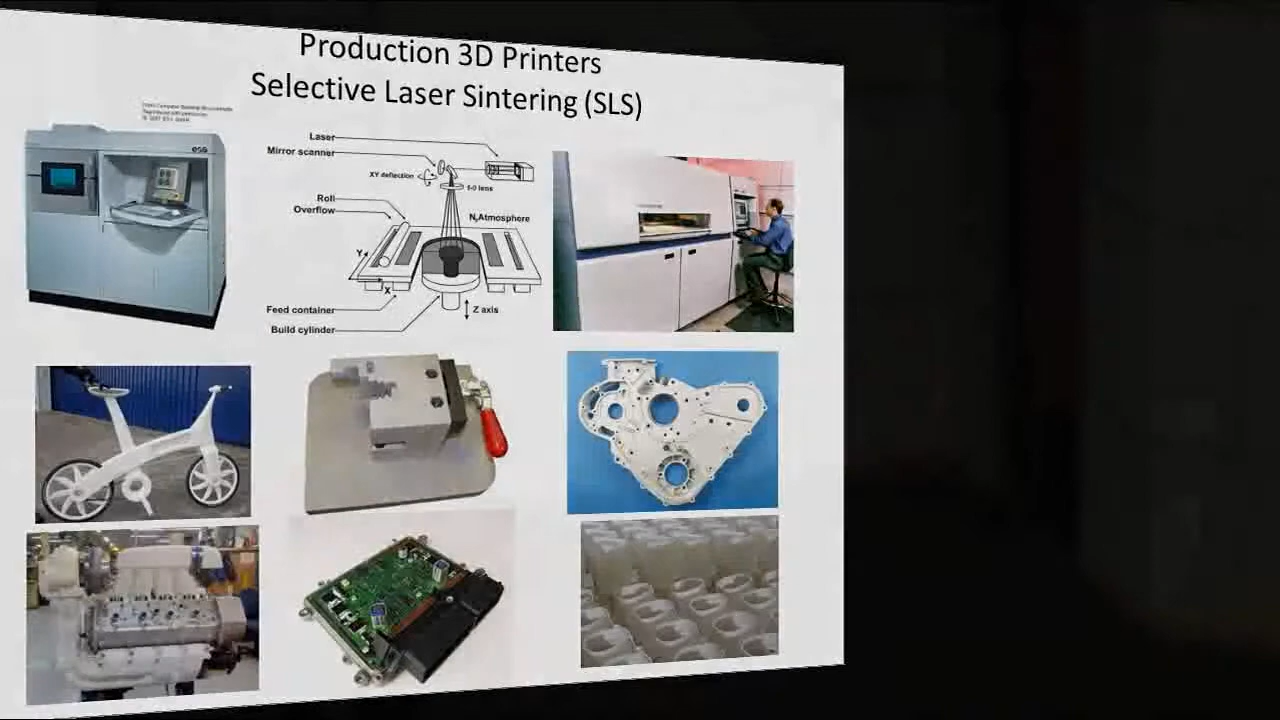 Production 3D Printers
Selective Laser Sintering (SLS)
Laser
Mirror scanner
XY deflection
f-θ lens
Roll
Overflow
N₂Atmosphere
Y
X
Feed container
Z axis
Build cylinder